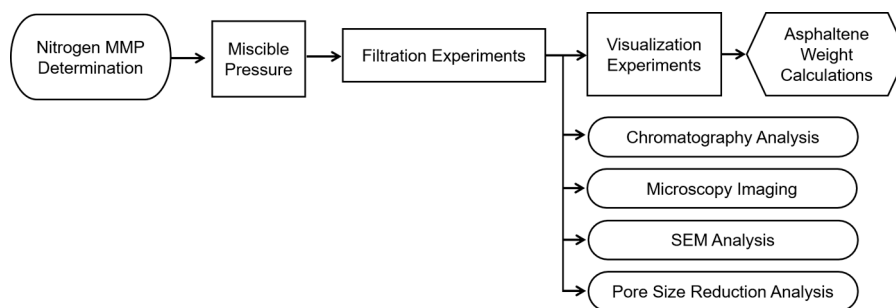 Nitrogen MMP
Determination
Miscible
Pressure
Filtration Experiments
Visualization
Experiments
Asphaltene
Weight
Calculations
Chromatography Analysis
Microscopy Imaging
SEM Analysis
Pore Size Reduction Analysis